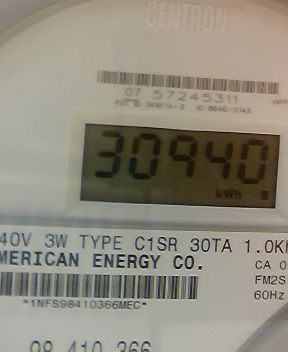 CENTRON®
07 57245311
30940
kWh
40V 3W TYPE C1SR 30TA 1.0K
MERICAN ENERGY CO.
CA 0
FM2S
60Hz
*1NFS98410366MEC*
98 410 366